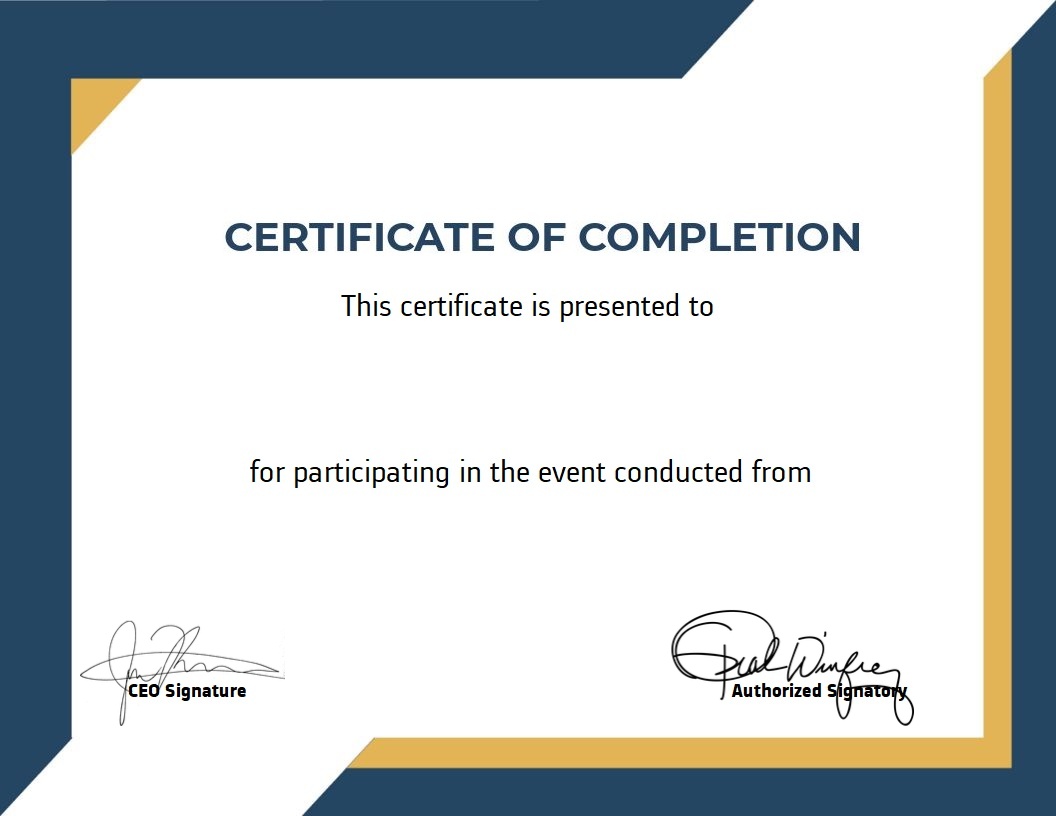 CERTIFICATE OF COMPLETION
This certificate is presented to
for participating in the event conducted from
CEO Signature
Authorized Signatory